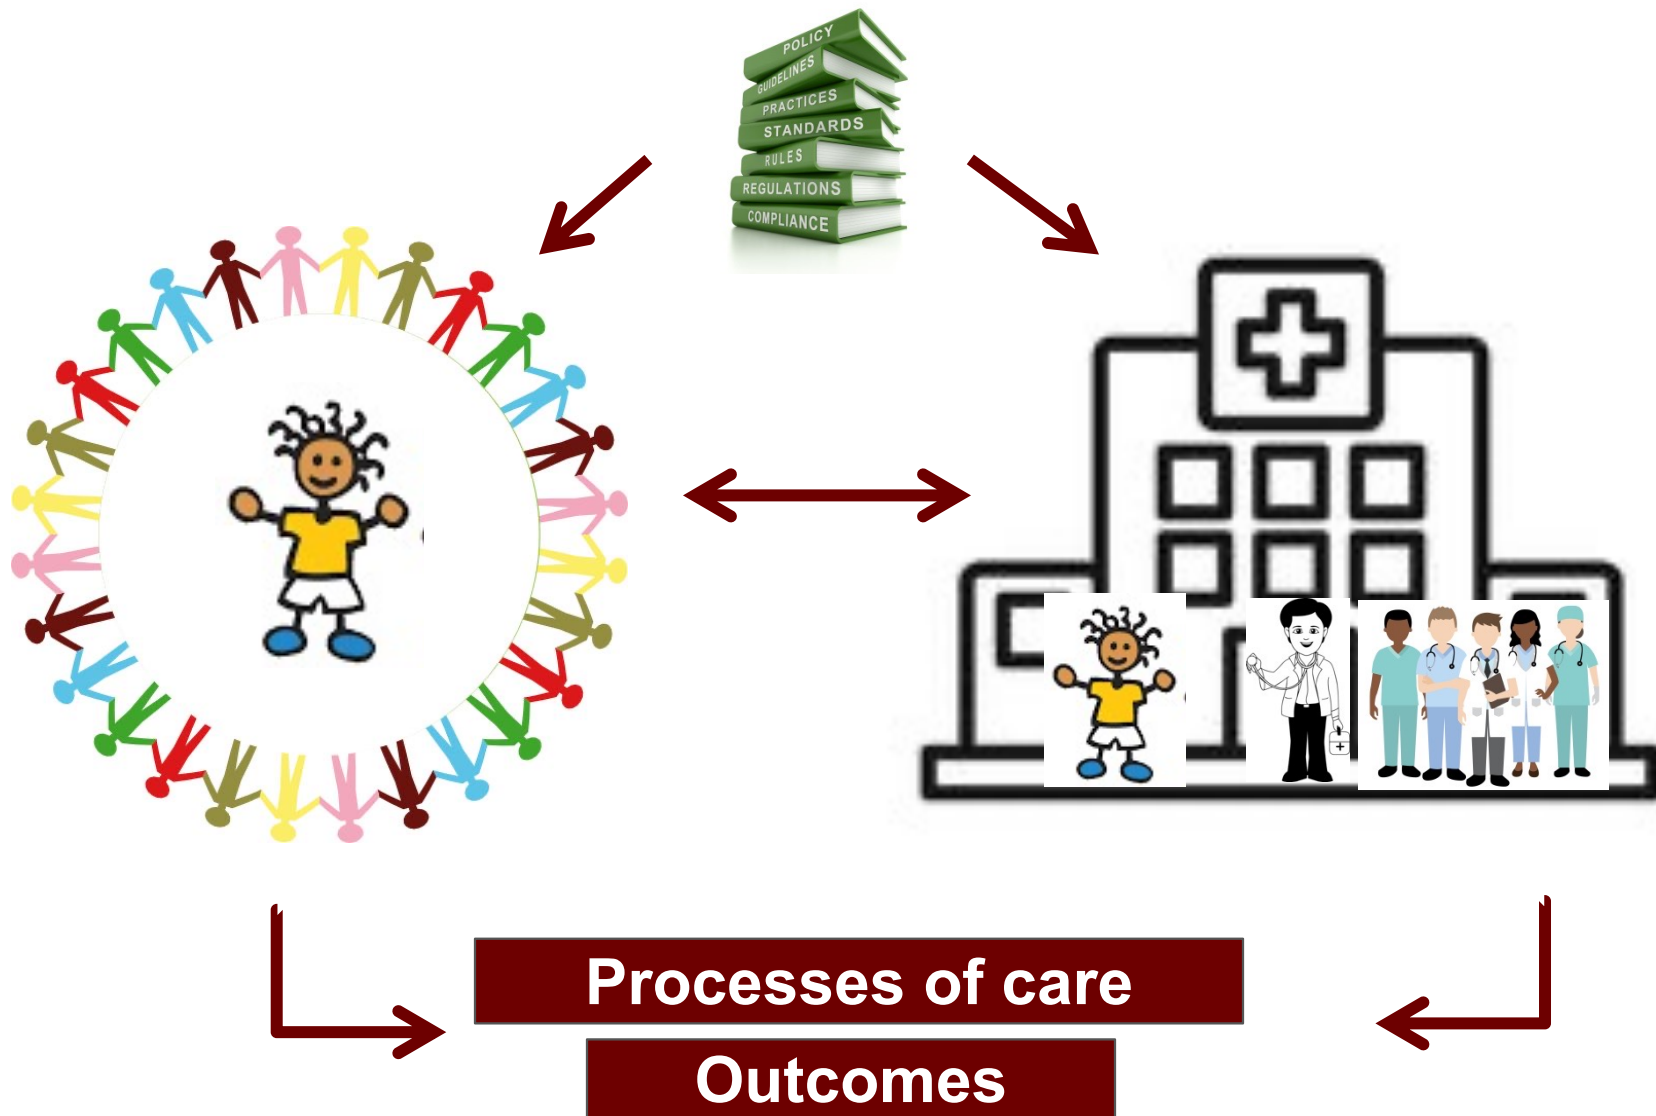 POLICY
GUIDELINES
PRACTICES
STANDARDS
RULES
REGULATIONS
COMPLIANCE
Processes of care
Outcomes